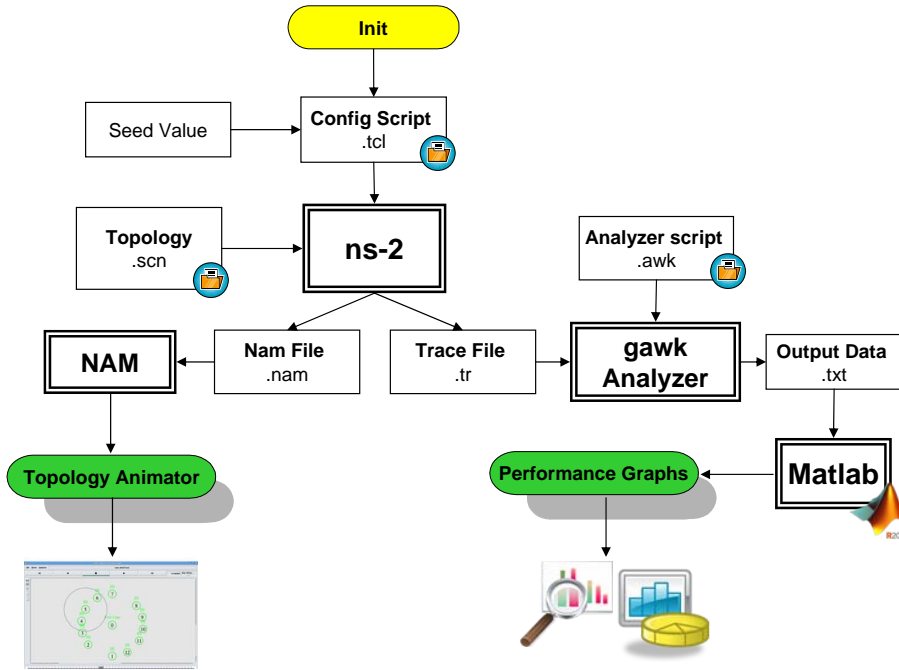 Init
Seed Value
Config Script
.tcl
Topology
.scn
ns-2
Analyzer script
.awk
NAM
Nam File
.nam
Trace File
.tr
gawk
Analyzer
Output Data
.txt
Topology Animator
Performance Graphs
Matlab
R20